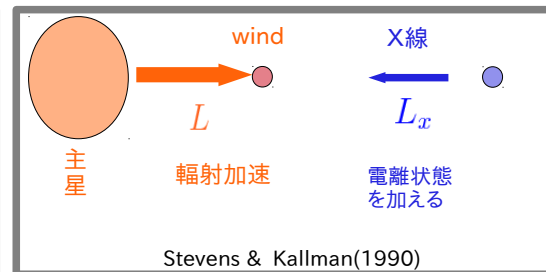 wind
X線
L
L_x
主
星
輻射加速
電離状態
を加える
Stevens & Kallman(1990)